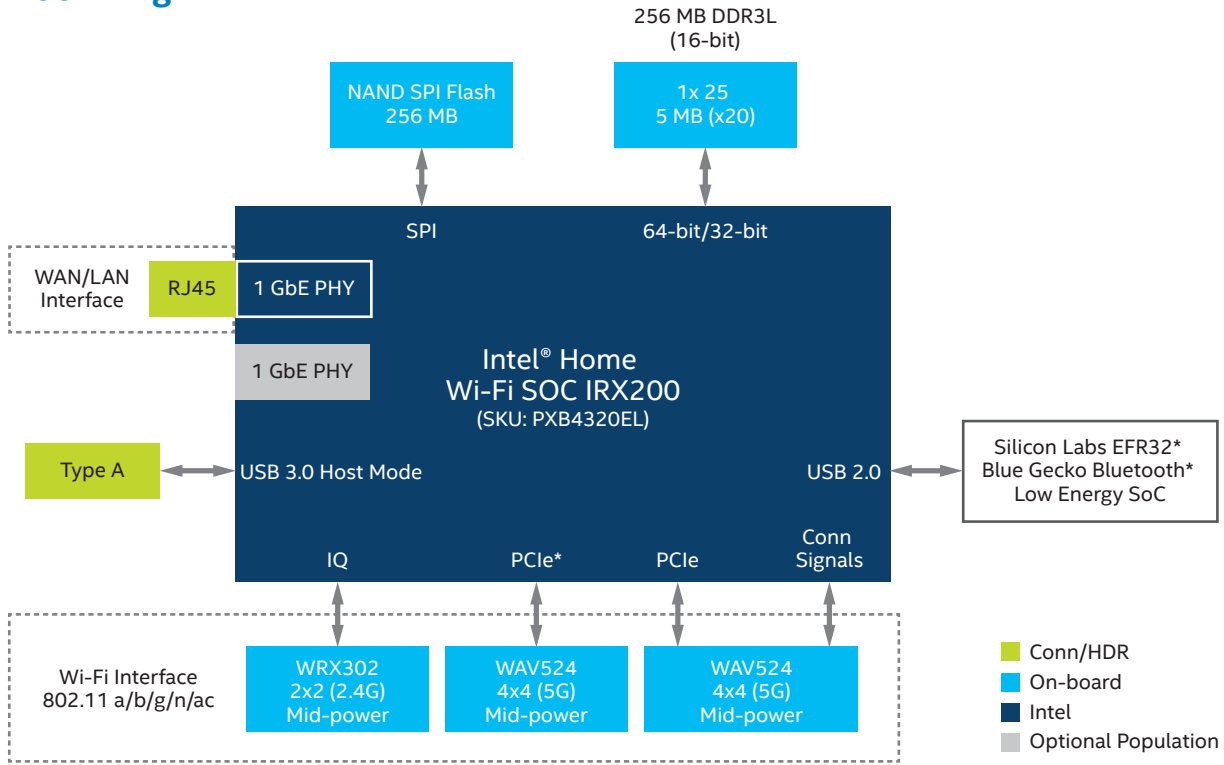 256 MB DDR3L
(16-bit)
NAND SPI Flash
256 MB
1x 25
5 MB (x20)
SPI
64-bit/32-bit
WAN/LAN
Interface
RJ45
1 GbE PHY
1 GbE PHY
Intel® Home
Wi-Fi SOC IRX200
(SKU: PXB4320EL)
Type A
USB 3.0 Host Mode
USB 2.0
Silicon Labs EFR32*
Blue Gecko Bluetooth*
Low Energy SoC
IQ
PCIe*
PCIe
Conn
Signals
Wi-Fi Interface
802.11 a/b/g/n/ac
WRX302
2x2 (2.4G)
Mid-power
WAV524
4x4 (5G)
Mid-power
WAV524
4x4 (5G)
Mid-power
Conn/HDR
On-board
Intel
Optional Population